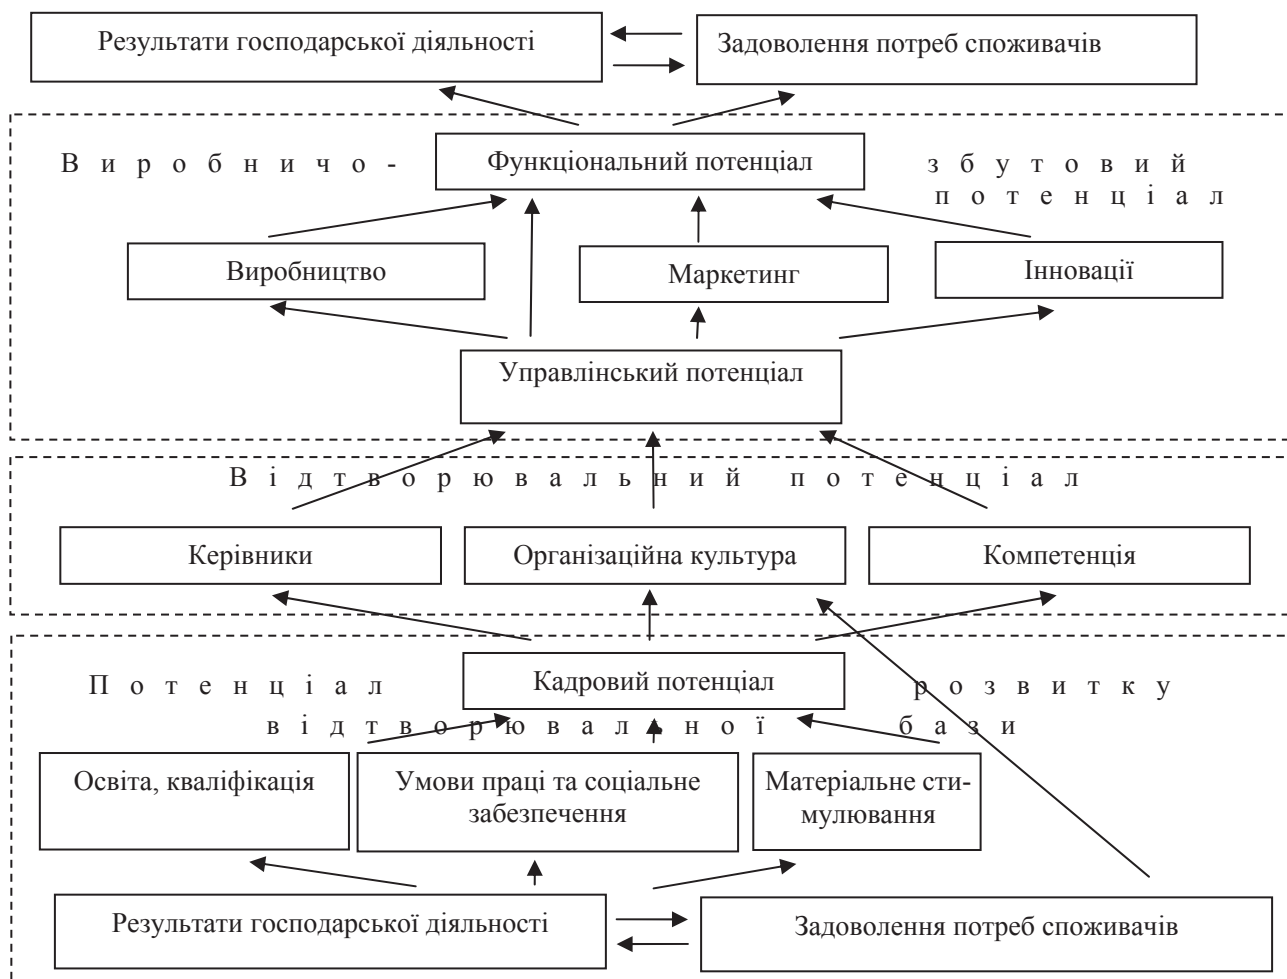 Результати господарської діяльності
Задоволення потреб споживачів
Виробничо-
Функціональний потенціал
збутовий
потенціал
Виробництво
Маркетинг
Інновації
Управлінський потенціал
Відтворювальний потенціал
Керівники
Організаційна культура
Компетенція
Потенціал
Кадровий потенціал
розвитку
відтворювальної бази
Освіта, кваліфікація
Умови праці та соціальне
забезпечення
Матеріальне сти-
мулювання
Результати господарської діяльності
Задоволення потреб споживачів